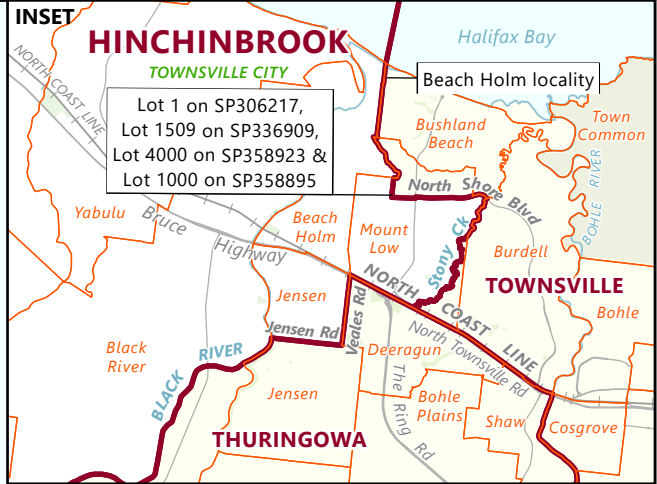 INSET
HINCHINBROOK
TOWNSVILLE CITY
Halifax Bay
NORTH COAST LINE
Beach Holm locality
Lot 1 on SP306217,
Lot 1509 on SP336909,
Lot 4000 on SP358923 &
Lot 1000 on SP358895
Bushland
Beach
Town
Common
BOHLE RIVER
North Shore Blvd
Yabulu
Bruce Highway
Beach
Holm
Mount
Low
Stony Ck
Burdell
TOWNSVILLE
Jensen
NORTH COAST LINE
Bohle
Veales Rd
Jensen Rd
North Townsville Rd
Black
River
BLACK RIVER
Deeragun
The Ring Rd
Jensen
Bohle
Plains
Shaw
Cosgrove
THURINGOWA